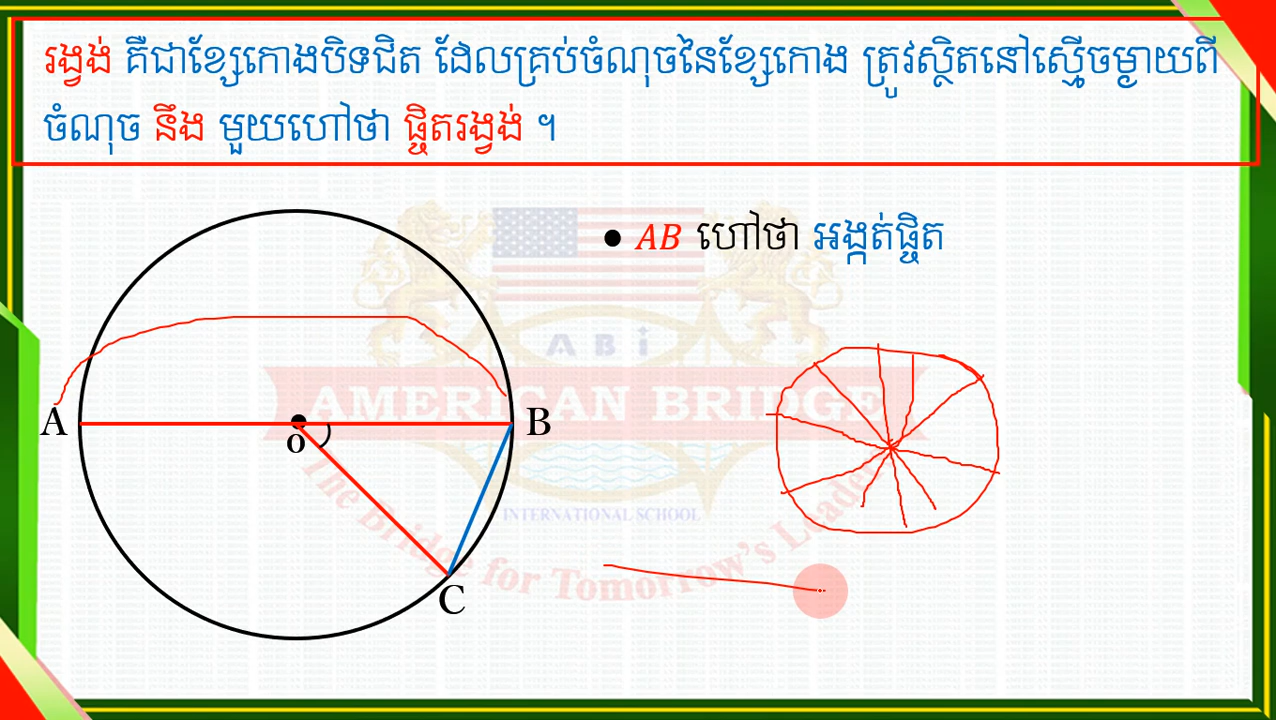 រង្វង់ គឺជាខ្សែកោងបិទជិត ដែលគ្រប់ចំណុចនៃខ្សែកោង ត្រូវស្ថិតនៅស្មើចម្ងាយពី
ចំណុច នឹង មួយហៅថា ផ្ចិតរង្វង់ ។
• AB ហៅថា អង្កត់ផ្ចិត
A B i
AMERICAN BRIDGE
A
B
o
INTERNATIONAL SCHOOL
The Bridge for Tomorrow's Leaders
C